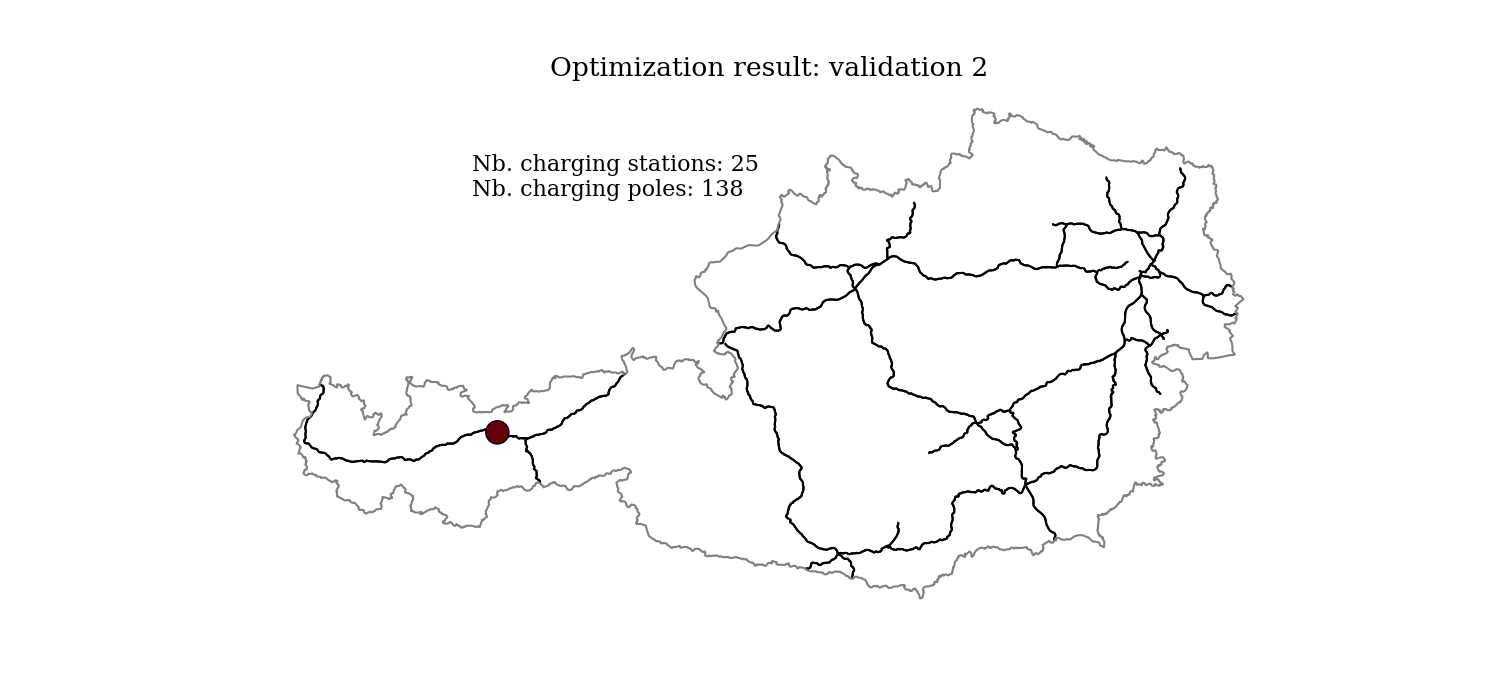 Optimization result: validation 2
Nb. charging stations: 25
Nb. charging poles: 138